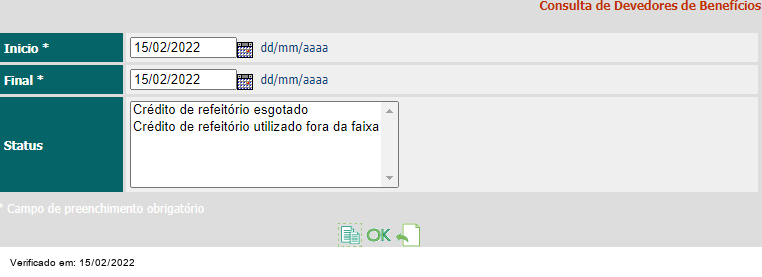 Consulta de Devedores de Benefícios
Inicio * 15/02/2022 dd/mm/aaaa
Final * 15/02/2022 dd/mm/aaaa
Crédito de refeitório esgotado
Crédito de refeitório utilizado fora da faixa
Status
* Campo de preenchimento obrigatório
OK
Verificado em: 15/02/2022